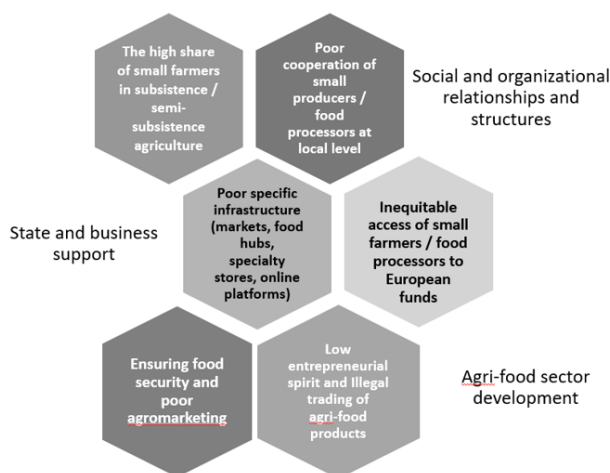 The high share
of small farmers
in subsistence /
semi-
subsistence
agriculture
Poor
cooperation of
small
producers /
food
processors at
local level
Social and organizational
relationships and
structures
State and business
support
Poor specific
infrastructure
(markets, food
hubs,
specialty
stores, online
platforms)
Inequitable
access of small
farmers / food
processors to
European
funds
Ensuring food
security and
poor
agromarketing
Low
entrepreneurial
spirit and Illegal
trading of
agri-food
products
Agri-food sector
development